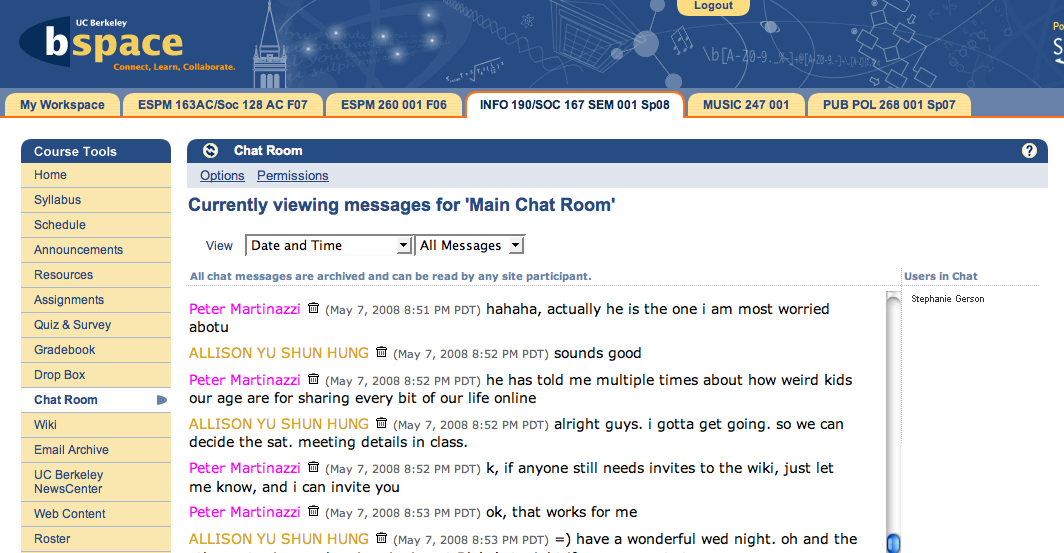 UC Berkeley
bspace
Connect, Learn, Collaborate.
Logout
Po
S
\b[A-Z0-9._%-]+@[A-Z0-9.-]+\.[A-Z
My Workspace
ESPM 163AC/Soc 128 AC F07
ESPM 260 001 F06
INFO 190/SOC 167 SEM 001 Sp08
MUSIC 247 001
PUB POL 268 001 Sp07
Course Tools
Home
Syllabus
Schedule
Announcements
Resources
Assignments
Quiz & Survey
Gradebook
Drop Box
Chat Room
Wiki
Email Archive
UC Berkeley
NewsCenter
Web Content
Roster
Chat Room
?
Options Permissions
Currently viewing messages for 'Main Chat Room'
View Date and Time All Messages
All chat messages are archived and can be read by any site participant.
Peter Martinazzi (May 7, 2008 8:51 PM PDT) hahaha, actually he is the one i am most worried
abotu
ALLISON YU SHUN HUNG (May 7, 2008 8:52 PM PDT) sounds good
Peter Martinazzi (May 7, 2008 8:52 PM PDT) he has told me multiple times about how weird kids
our age are for sharing every bit of our life online
ALLISON YU SHUN HUNG (May 7, 2008 8:52 PM PDT) alright guys. i gotta get going. so we can
decide the sat. meeting details in class.
Peter Martinazzi (May 7, 2008 8:52 PM PDT) k, if anyone still needs invites to the wiki, just let
me know, and i can invite you
Peter Martinazzi (May 7, 2008 8:53 PM PDT) ok, that works for me
ALLISON YU SHUN HUNG (May 7, 2008 8:53 PM PDT) =) have a wonderful wed night. oh and the
Users in Chat
Stephanie Gerson